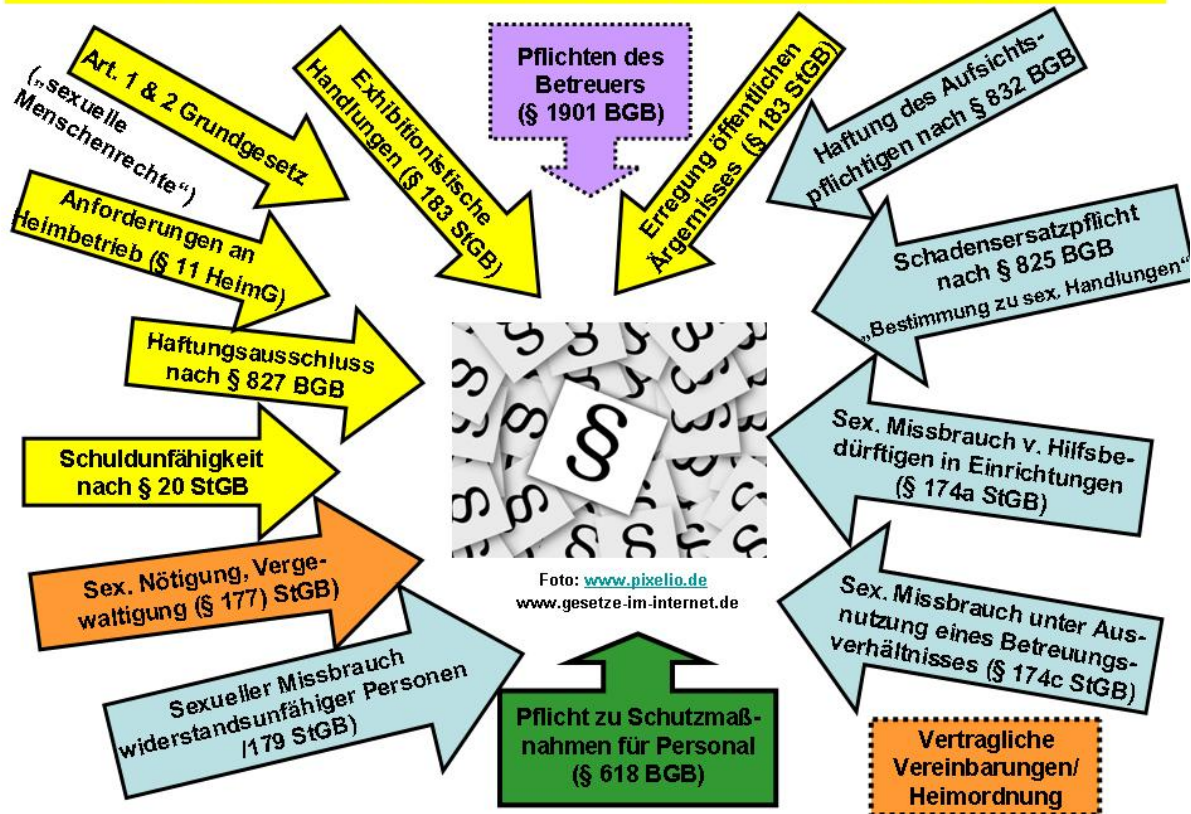 Art. 1 & 2 Grundgesetz
(„sexuelle
Menschenrechte“)
Exhibitionistische
Handlungen (§ 183 StGB)
Pflichten des
Betreuers
(§ 1901 BGB)
Erregung öffentlichen
Ärgernisses (§ 183 StGB)]
Haftung des Aufsichts-
pflichtigen nach § 832 BGB
Anforderungen an
Heimbetrieb (§ 11 HeimG)
Schadensersatzpflicht
nach § 825 BGB
„Bestimmung zu sex. Handlungen“
Haftungsausschluss
nach § 827 BGB
Sex. Missbrauch v. Hilfsbe-
dürftigen in Einrichtungen
(§ 174a StGB)
Schuldunfähigkeit
nach § 20 StGB
Sex. Nötigung, Verge-
waltigung (§ 177) StGB)
Foto: www.pixelio.de
www.gesetze-im-internet.de
Sex. Missbrauch unter Aus-
nutzung eines Betreuungs-
verhältnisses (§ 174c StGB)
Sexueller Missbrauch
widerstandsunfähiger Personen
/179 StGB)
Pflicht zu Schutzmaß-
nahmen für Personal
(§ 618 BGB)
Vertragliche
Vereinbarungen/
Heimordnung